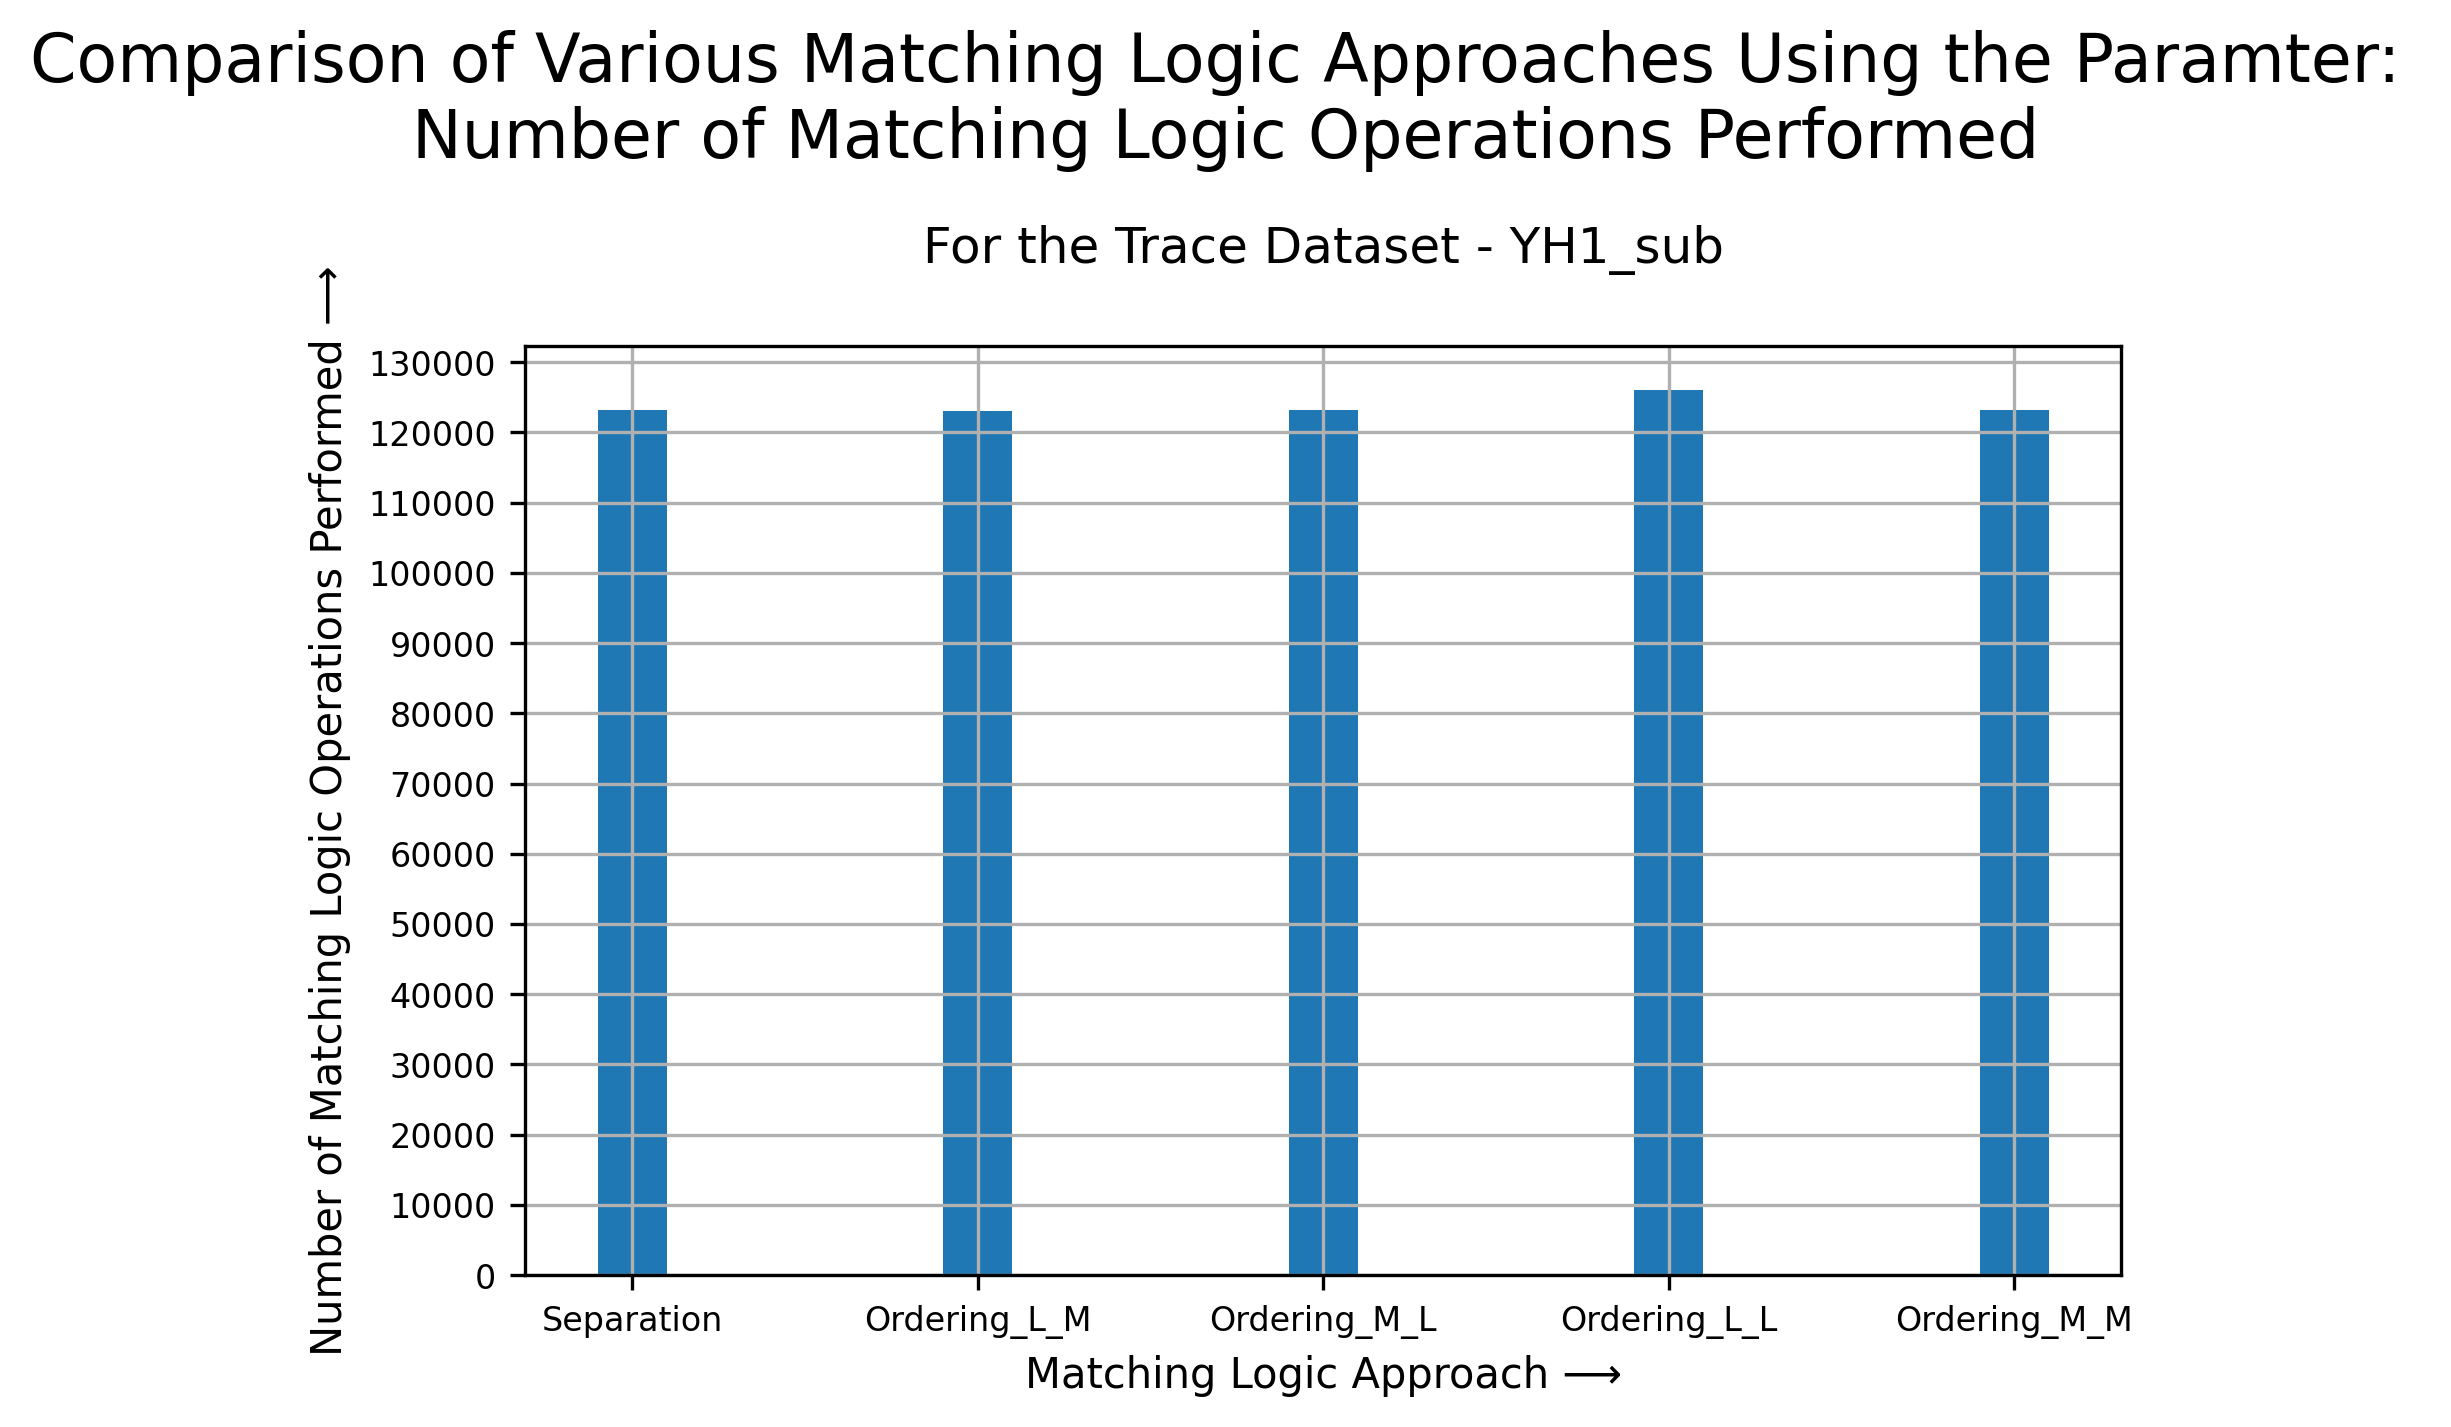 Comparison of Various Matching Logic Approaches Using the Paramter:
Number of Matching Logic Operations Performed
For the Trace Dataset - YH1_sub
Number of Matching Logic Operations Performed ⟶
130000
120000
110000
100000
90000
80000
70000
60000
50000
40000
30000
20000
10000
0
Separation Ordering_L_M Ordering_M_L Ordering_L_L Ordering_M_M
Matching Logic Approach ⟶